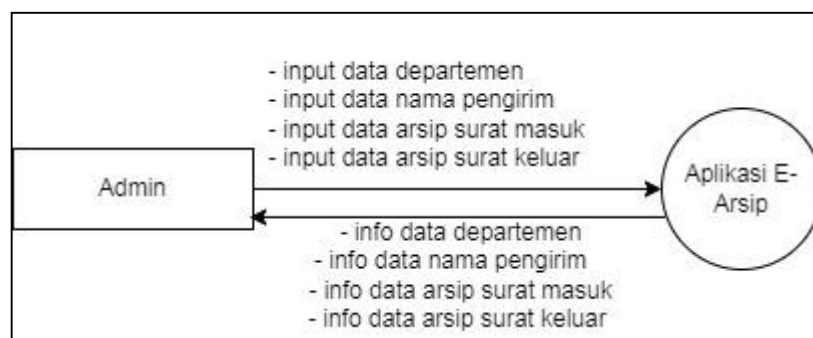 - input data departemen
- input data nama pengirim
- input data arsip surat masuk
- input data arsip surat keluar
Admin
Aplikasi E-
Arsip
- info data departemen
- info data nama pengirim
- info data arsip surat masuk
- info data arsip surat keluar